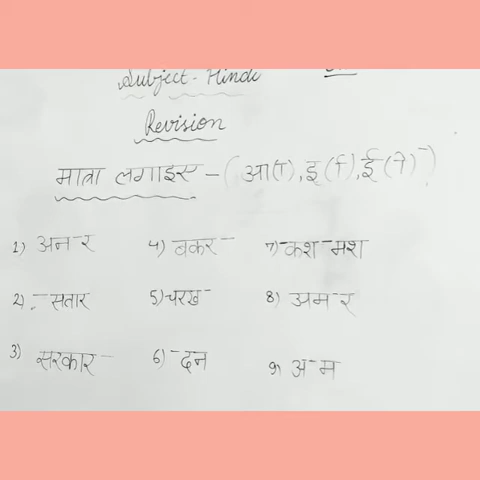 Subject - Hindi
Revision
मात्रा लगाइए - (आ(ा), इ(ि), ई(ी))
1) अन-र 4) बकर- 7) कश-मश
2) -सतार 5) चरख- 8) अम-र
3) सरकार- 6) -दन 9) अ-म